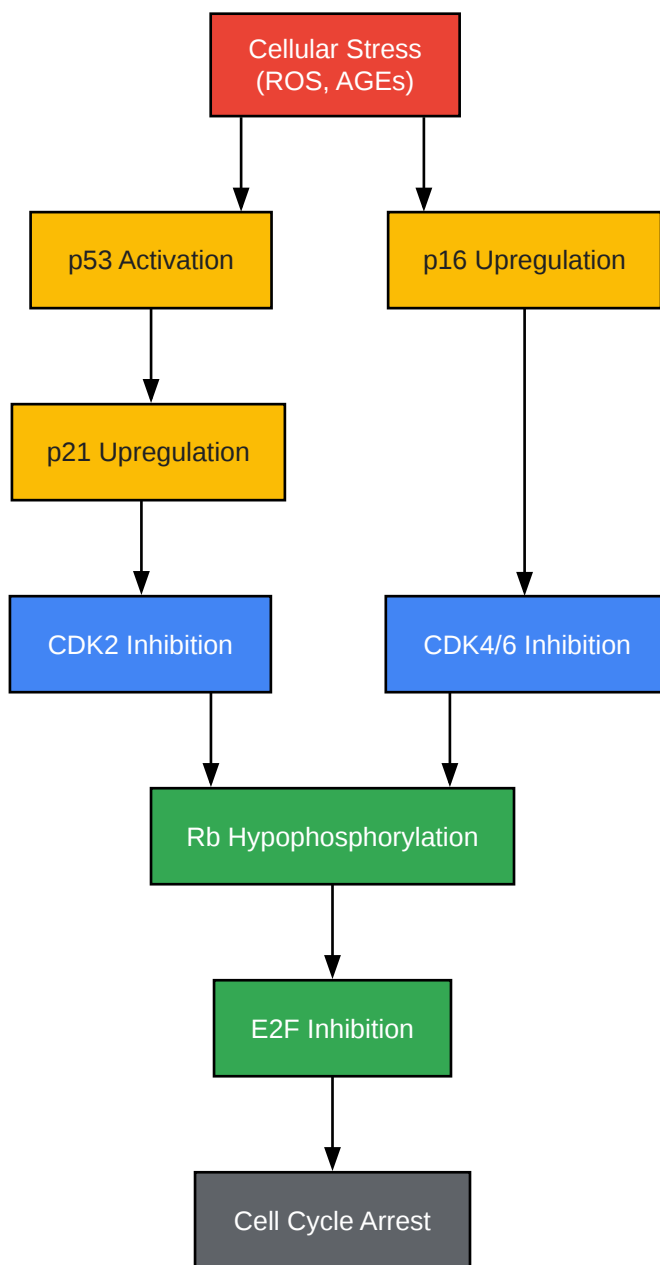 Cellular Stress
(ROS, AGEs)
p53 Activation
p16 Upregulation
p21 Upregulation
CDK2 Inhibition
CDK4/6 Inhibition
Rb Hypophosphorylation
E2F Inhibition
Cell Cycle Arrest